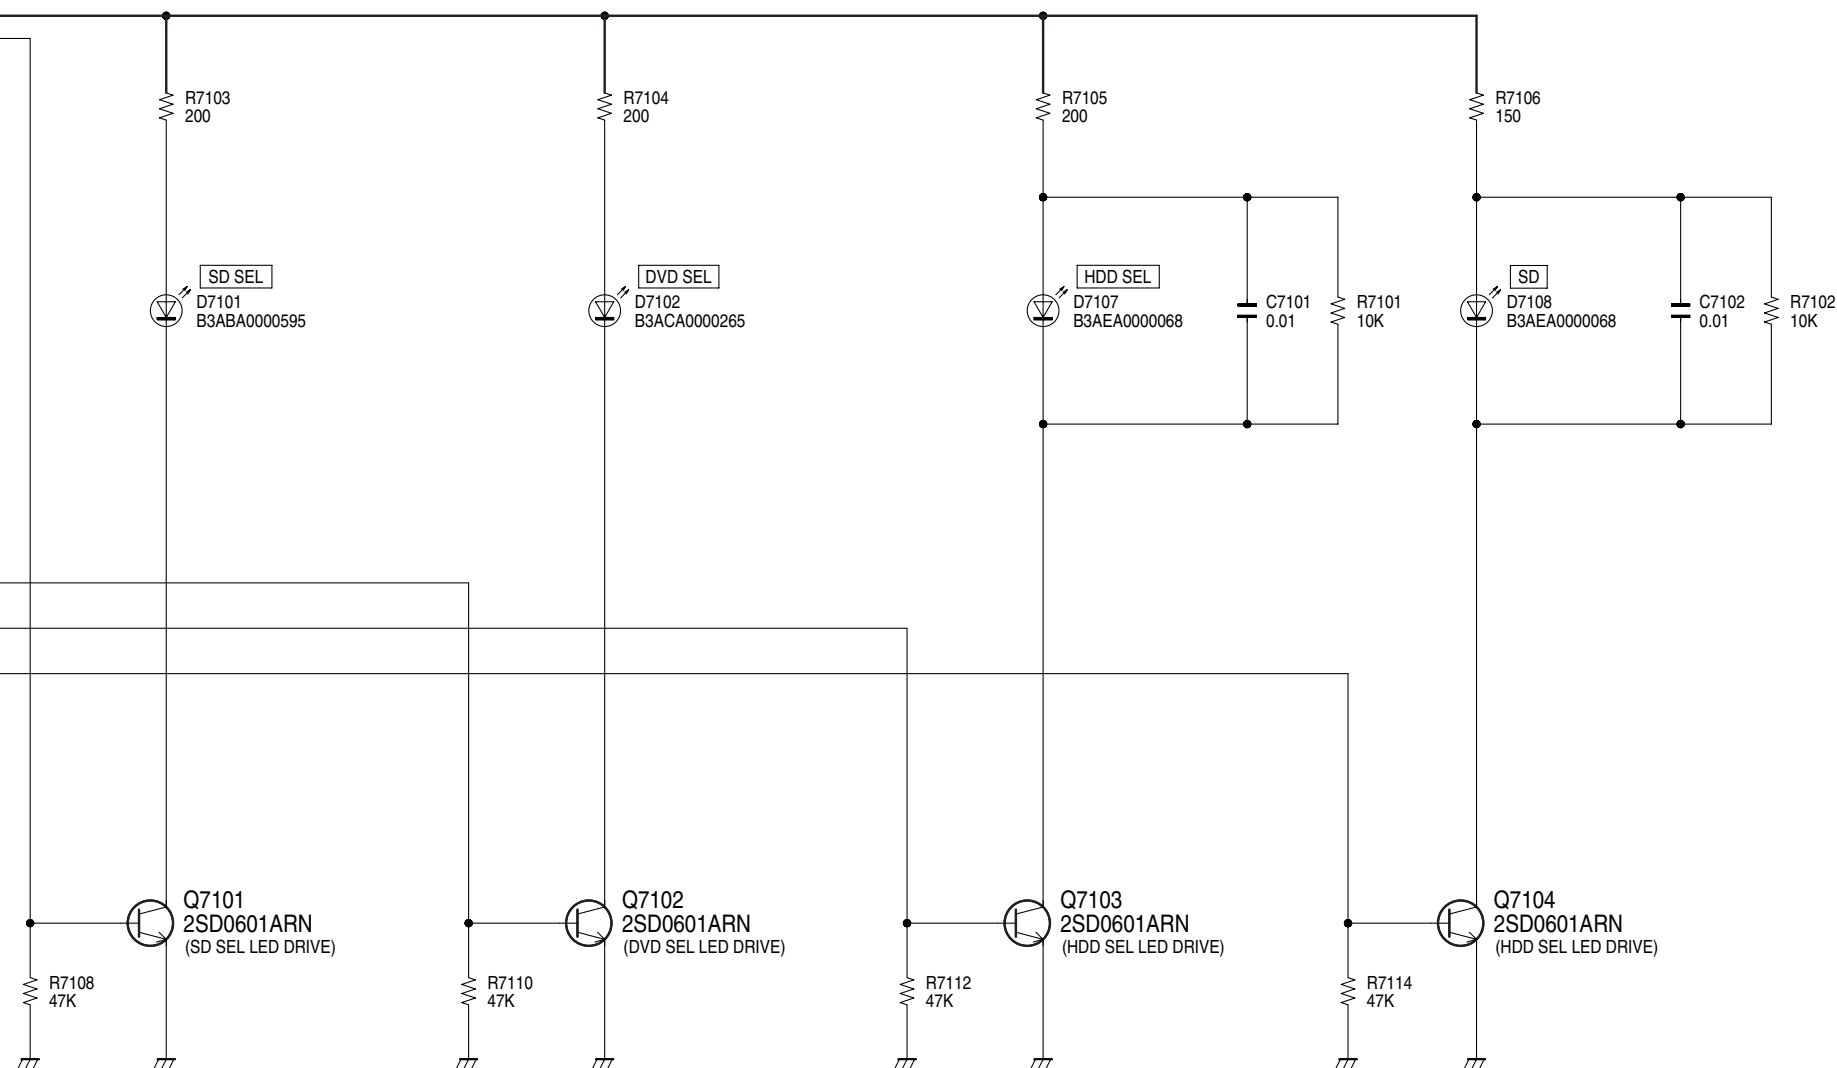 R7103
200
R7104
200
R7105
200
R7106
150
SD SEL
D7101
B3ABA0000595
DVD SEL
D7102
B3ACA0000265
HDD SEL
D7107
B3AEA0000068
C7101
0.01
R7101
10K
SD
D7108
B3AEA0000068
C7102
0.01
R7102
10K
Q7101
2SD0601ARN
(SD SEL LED DRIVE)
Q7102
2SD0601ARN
(DVD SEL LED DRIVE)
Q7103
2SD0601ARN
(HDD SEL LED DRIVE)
Q7104
2SD0601ARN
(HDD SEL LED DRIVE)
R7108
47K
R7110
47K
R7112
47K
R7114
47K